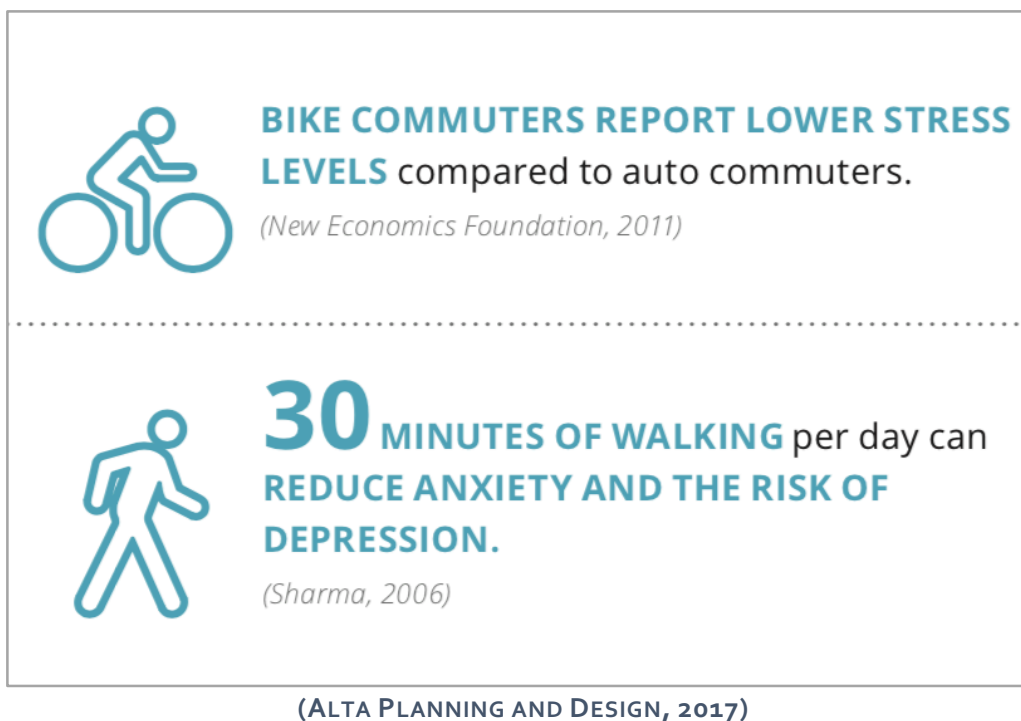 BIKE COMMUTERS REPORT LOWER STRESS
LEVELS compared to auto commuters.
(New Economics Foundation, 2011)
30 MINUTES OF WALKING per day can
REDUCE ANXIETY AND THE RISK OF
DEPRESSION.
(Sharma, 2006)
(ALTA PLANNING AND DESIGN, 2017)